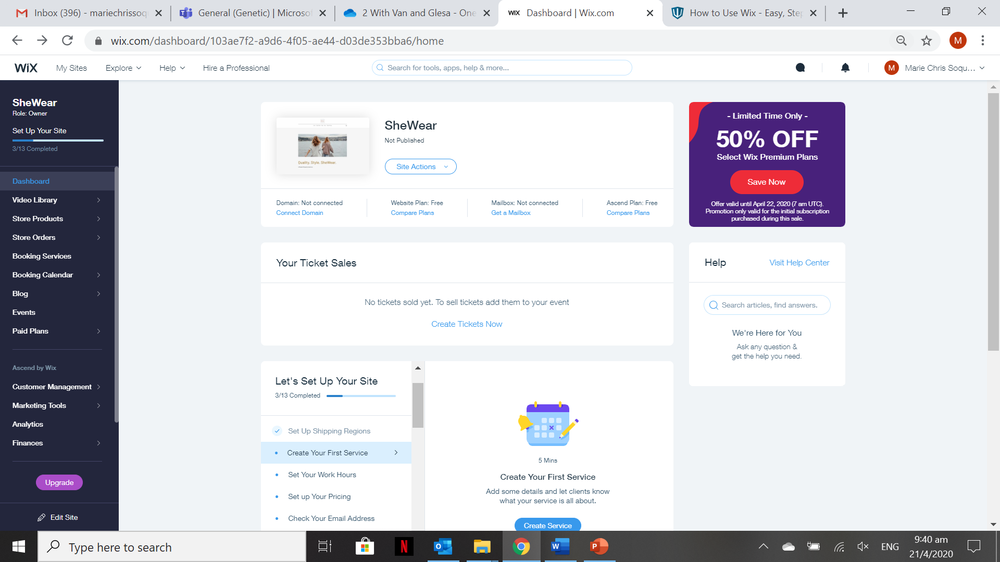 Inbox (396) - mariechrissoq
General (Genetic) | Microsof
2 With Van and Glesa - One
WiX Dashboard | Wix.com
How to Use Wix - Easy, Step
wix.com/dashboard/103ae7f2-a9d6-4f05-ae44-d03de353bba6/home
M
WiX My Sites Explore Help Hire a Professional
Search for tools, apps, help & more...
M Marie Chris Soqu...
SheWear
Role: Owner
Set Up Your Site
3/13 Completed
Dashboard
Video Library
Store Products
Store Orders
Booking Services
Booking Calendar
Blog
Events
Paid Plans
Ascend by Wix
Customer Management
Marketing Tools
Analytics
Finances
Upgrade
Edit Site
Quality. Style. SheWear.
SheWear
Not Published
Site Actions
Domain: Not connected
Connect Domain
Website Plan: Free
Compare Plans
Mailbox: Not connected
Get a Mailbox
Ascend Plan: Free
Compare Plans
- Limited Time Only -
50% OFF
Select Wix Premium Plans
Save Now
Offer valid until April 22, 2020 (7 am UTC).
Promotion only valid for the initial subscription
purchased during this sale.
Your Ticket Sales
No tickets sold yet. To sell tickets add them to your event
Create Tickets Now
Help
Visit Help Center
Search articles, find answers.
We're Here for You
Ask any question &
get the help you need.
Let's Set Up Your Site
3/13 Completed
Set Up Shipping Regions
Create Your First Service
Set Your Work Hours
Set up Your Pricing
Check Your Email Address
5 Mins
Create Your First Service
Add some details and let clients know
what your service is all about.
Create Service
Type here to search
N
O
W
P
ENG
9:40 am
21/4/2020